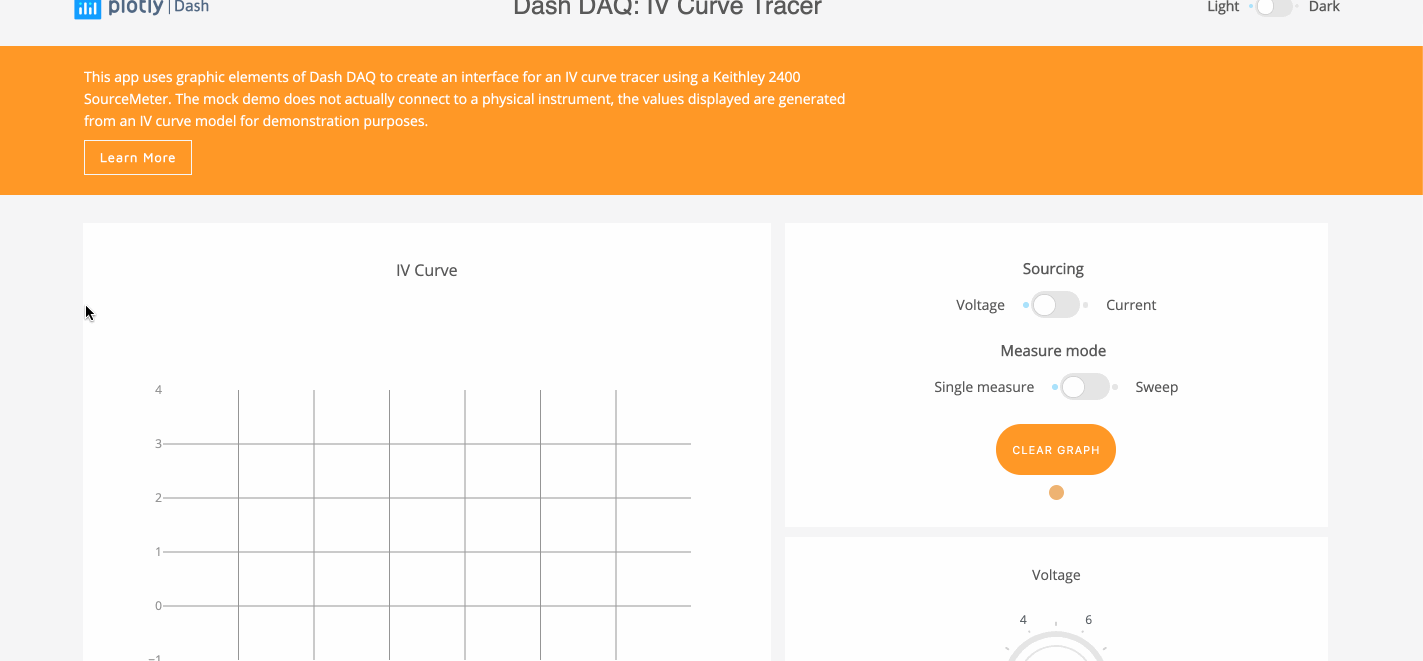 plotly | Dash
Dash DAQ: IV Curve Tracer
Light
Dark
This app uses graphic elements of Dash DAQ to create an interface for an IV curve tracer using a Keithley 2400
SourceMeter. The mock demo does not actually connect to a physical instrument, the values displayed are generated
from an IV curve model for demonstration purposes.
Learn More
IV Curve
4
3
2
1
0
−1
Sourcing
Voltage
Current
Measure mode
Single measure
Sweep
CLEAR GRAPH
Voltage
4
6